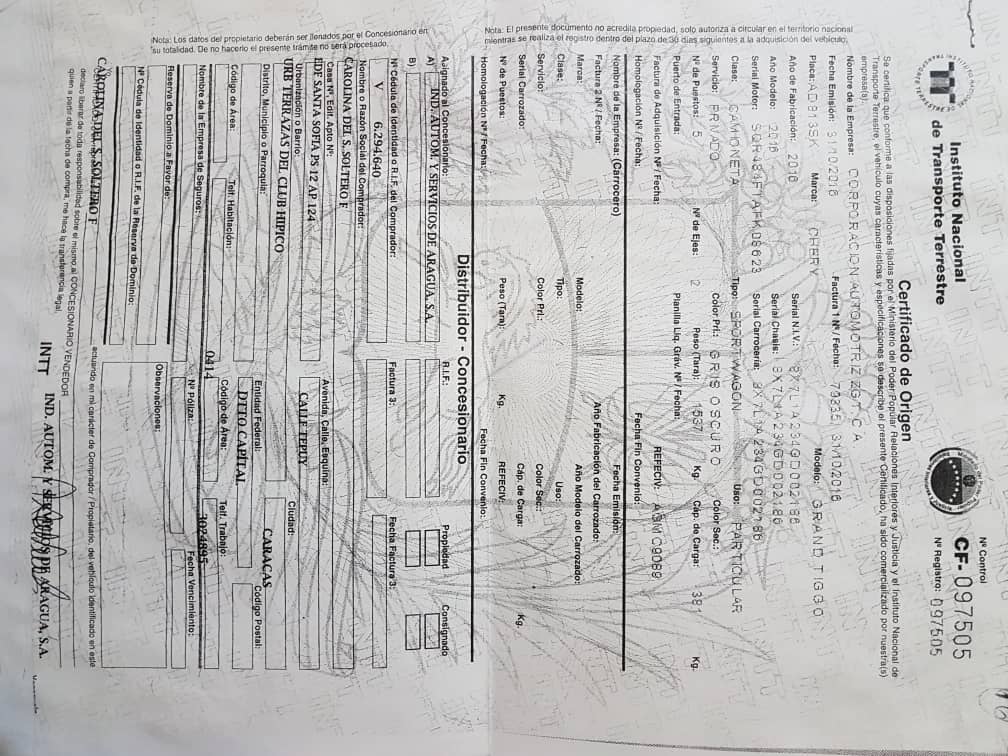 Instituto Nacional
de Transporte Terrestre
INSTITUTO NACIONAL DE TRANSPORTE TERRESTRE
Nº Control
CF- 097505
Nº Registro: 097505
Certificado de Origen
Se certifica que conforme a las disposiciones fijadas por el Ministerio del Poder Popular Relaciones Interiores y Justicia y el Instituto Nacional de
Transporte Terrestre, el vehículo cuyas características y especificaciones se describe el presente Certificado, ha sido comercializado por nuestra(s)
empresa(s):
Nombre de la Empresa: CORPORACION AUTOMOTRIZ ZGT C A
Fecha Emisión: 31/10/2016 Factura 1 Nº / Fecha: 79335 31/10/2016
Placa: Marca: CHERY Modelo: GRAND TIGGO
Año de Fabricación: 2016 Serial N.I.V.:
Año Modelo: 2016 Serial Chasis:
Serial Motor: Serial Carrocería:
Clase: CAMIONETA Tipo: SPORTWAGON Uso: PARTICULAR
Servicio: PRIVADO Color Pri.: GRIS OSCURO Color Sec.:
Nº de Puestos: 5 Nº de Ejes: 2 Peso (Tara): 1537 Kg. Cap. de Carga: 381 Kg.
Puerto de Entrada: Planilla Liq. Gráv. Nº / Fecha:
Factura de Adquisición Nº / Fecha: REFECIV: AGMC9089
Homologación Nº / Fecha: Fecha Fin Convenio:
Nombre de la Empresa: (Carrocero) Fecha Emisión:
Factura 2 Nº / Fecha: Año Fabricación del Carrozado:
Marca: Modelo: Año Modelo del Carrozado:
Clase: Tipo: Uso:
Servicio: Color Pri.: Color Sec.:
Serial Carrozado: Cap. de Carga: Kg.
Nº de Puestos: Peso (Tara): Kg. REFECIV:
Homologación Nº / Fecha: Fecha Fin Convenio:
Distribuidor - Concesionario
Asignado al Concesionario: R.I.F.: Propiedad Consignado
A) IND. AUTOM. Y SERVICIOS DE ARAGUA, S.A.
B)
Nº Cédula de Identidad o R.I.F. del Comprador: Factura 3: Fecha Factura 3:
V 6.294.640
Nombre o Razón Social del Comprador:
CAROLINA DEL S. SOLTERO F
Casa Nº, Edif. Apto Nº: Avenida, Calle, Esquina:
EDF SANTA SOFIA PS 12 AP 124 CALLE TEPUY
Urbanización o Barrio: Ciudad:
URB TERRAZAS DEL CLUB HIPICO CARACAS
Distrito, Municipio o Parroquia: Entidad Federal: Código Postal:
DTTO CAPITAL
Código de Area: Telf. Habitación: Código de Area: Telf. Trabajo:
0414
Nombre de la Empresa de Seguros: Nº Póliza: Fecha Vencimiento:
Reserva de Dominio a Favor de: Observaciones:
Nº Cédula de Identidad o R.I.F. de la Reserva de Dominio:
Yo, CAROLINA DEL S. SOLTERO F actuando en mi carácter de Comprador / Propietario, del vehículo identificado en este
declaro liberar de toda responsabilidad sobre el mismo al CONCESIONARIO VENDEDOR
quien a partir de la fecha de compra, me hace la transferencia legal.
INTT IND. AUTOM. Y SERVICIOS DE ARAGUA, S.A.
Nota: Los datos del propietario deberán ser llenados por el Concesionario en
su totalidad. De no hacerlo el presente trámite no será procesado.
Nota: El presente documento no acredita propiedad, solo autoriza a circular en el territorio nacional
mientras se realiza el registro dentro del plazo de 30 días siguientes a la adquisición del vehículo.